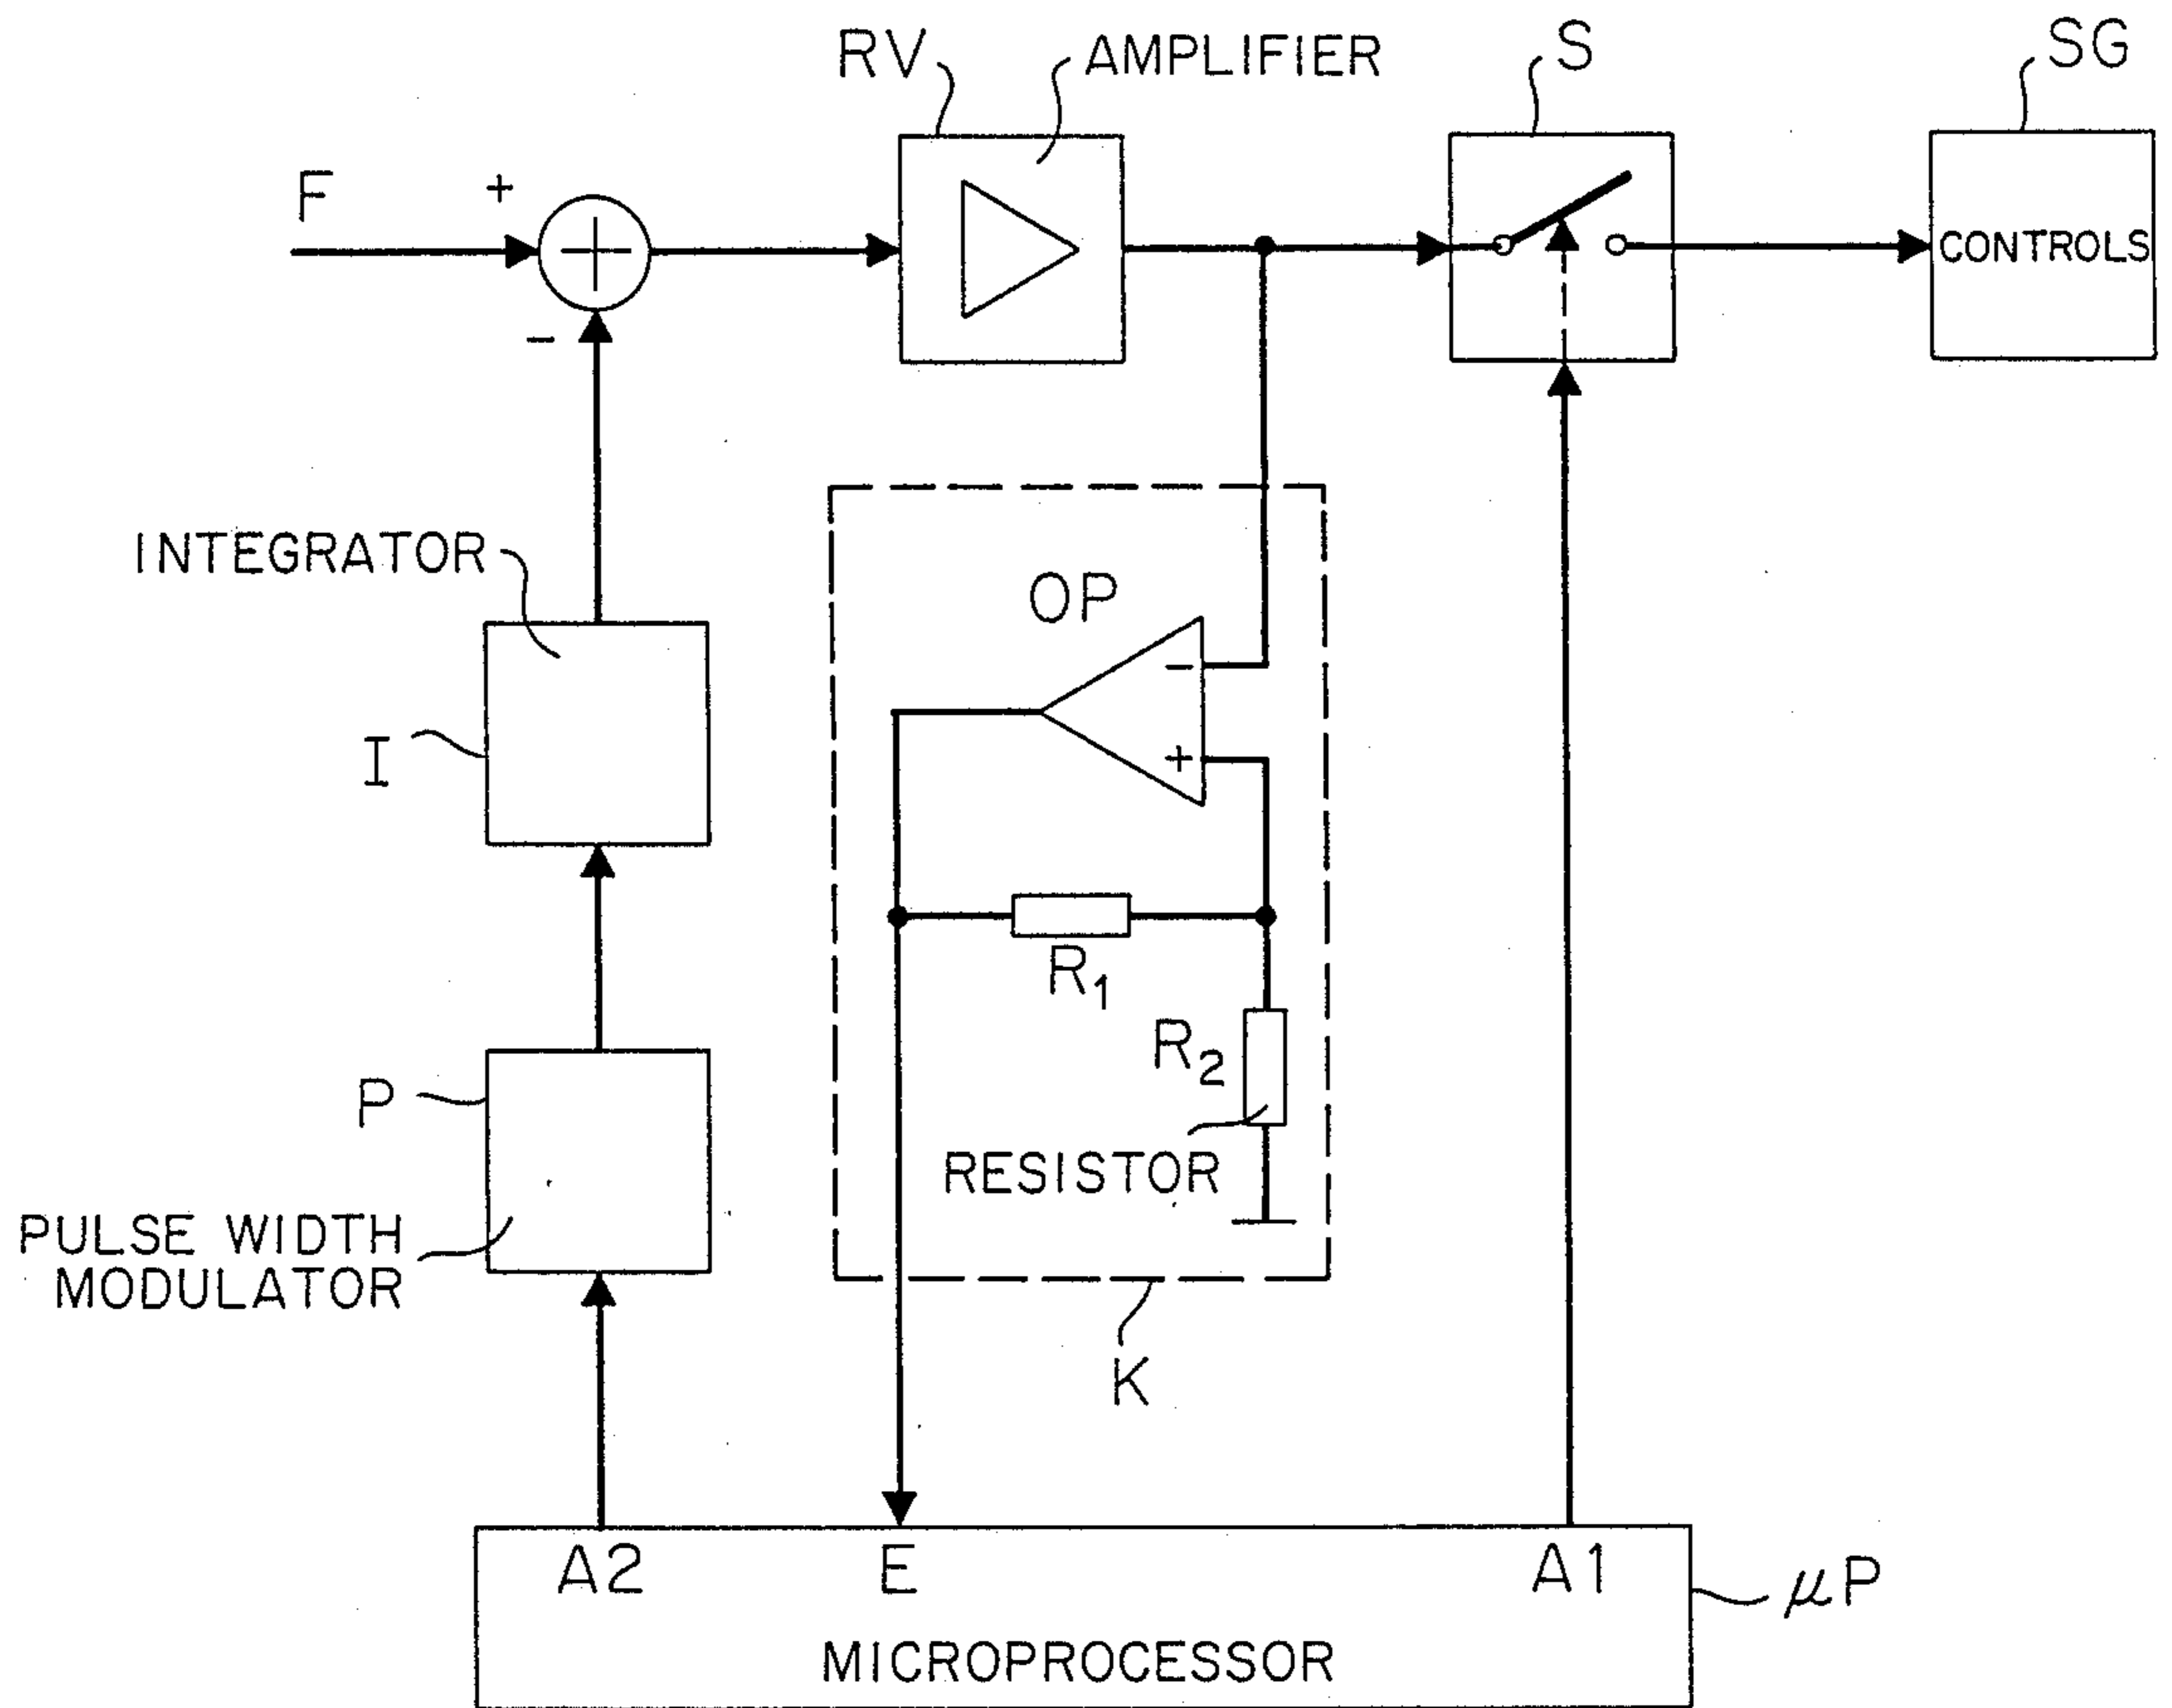 RV
AMPLIFIER
S
SG
F
+
+
-
CONTROLS
INTEGRATOR
OP
-
I
+
R1
P
R2
RESISTOR
PULSE WIDTH
MODULATOR
K
A2
E
A1
μP
MICROPROCESSOR